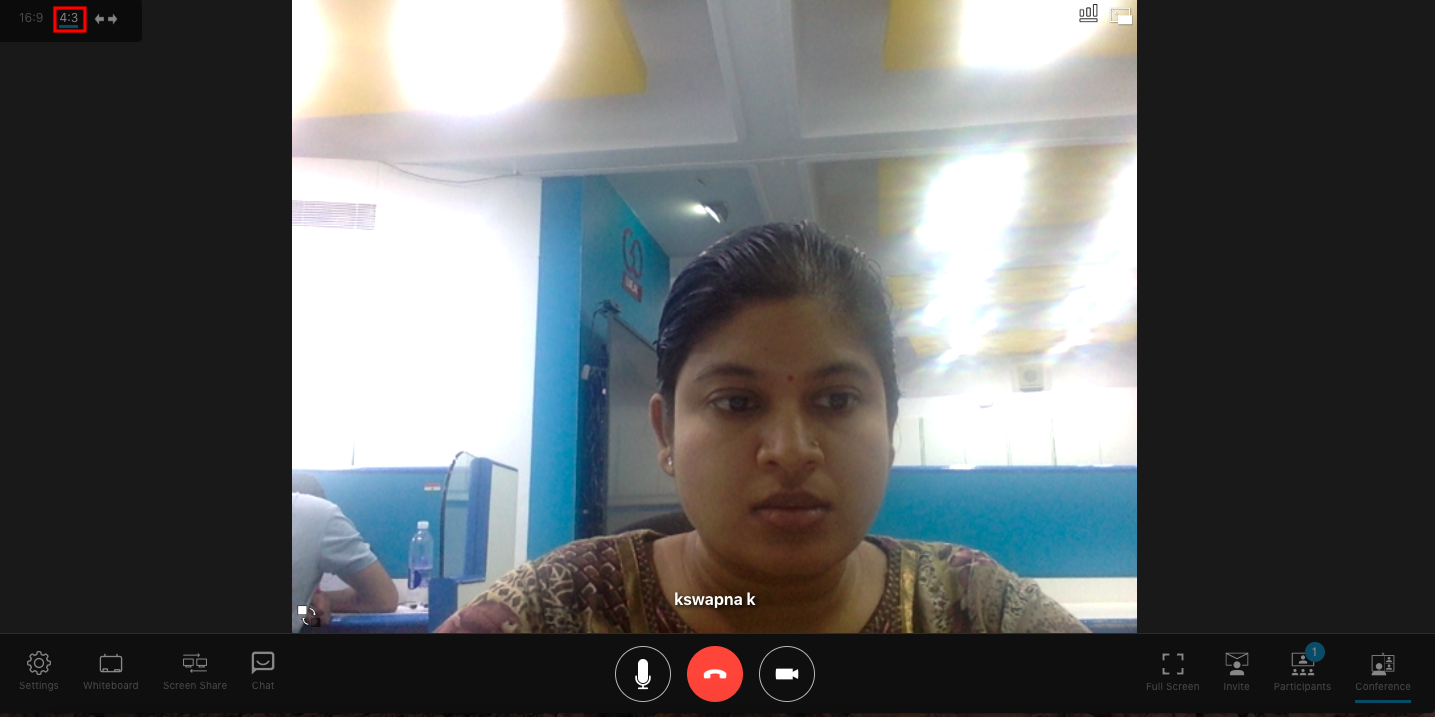 16:9 4:3
kswapna k
1
Settings Whiteboard Screen Share Chat Full Screen Invite Participants Conference